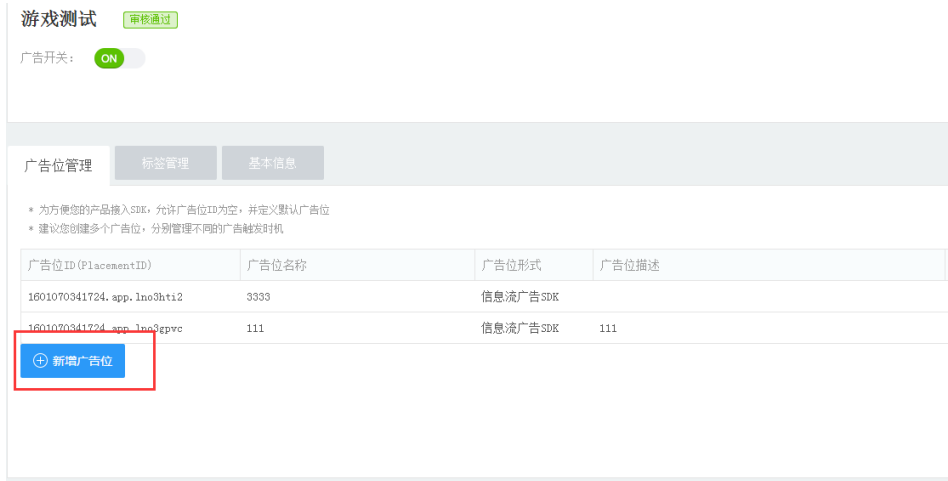 游戏测试 审核通过
广告开关： ON
广告位管理 标签管理 基本信息
* 为方便您的产品接入SDK，允许广告位ID为空，并定义默认广告位
* 建议您创建多个广告位，分别管理不同的广告触发时机
广告位ID(PlacementID) 广告位名称 广告位形式 广告位描述
1601070341724.app.lno3hti2 3333 信息流广告SDK
1601070341724.app.lno3gpvc 111 信息流广告SDK 111
新增广告位